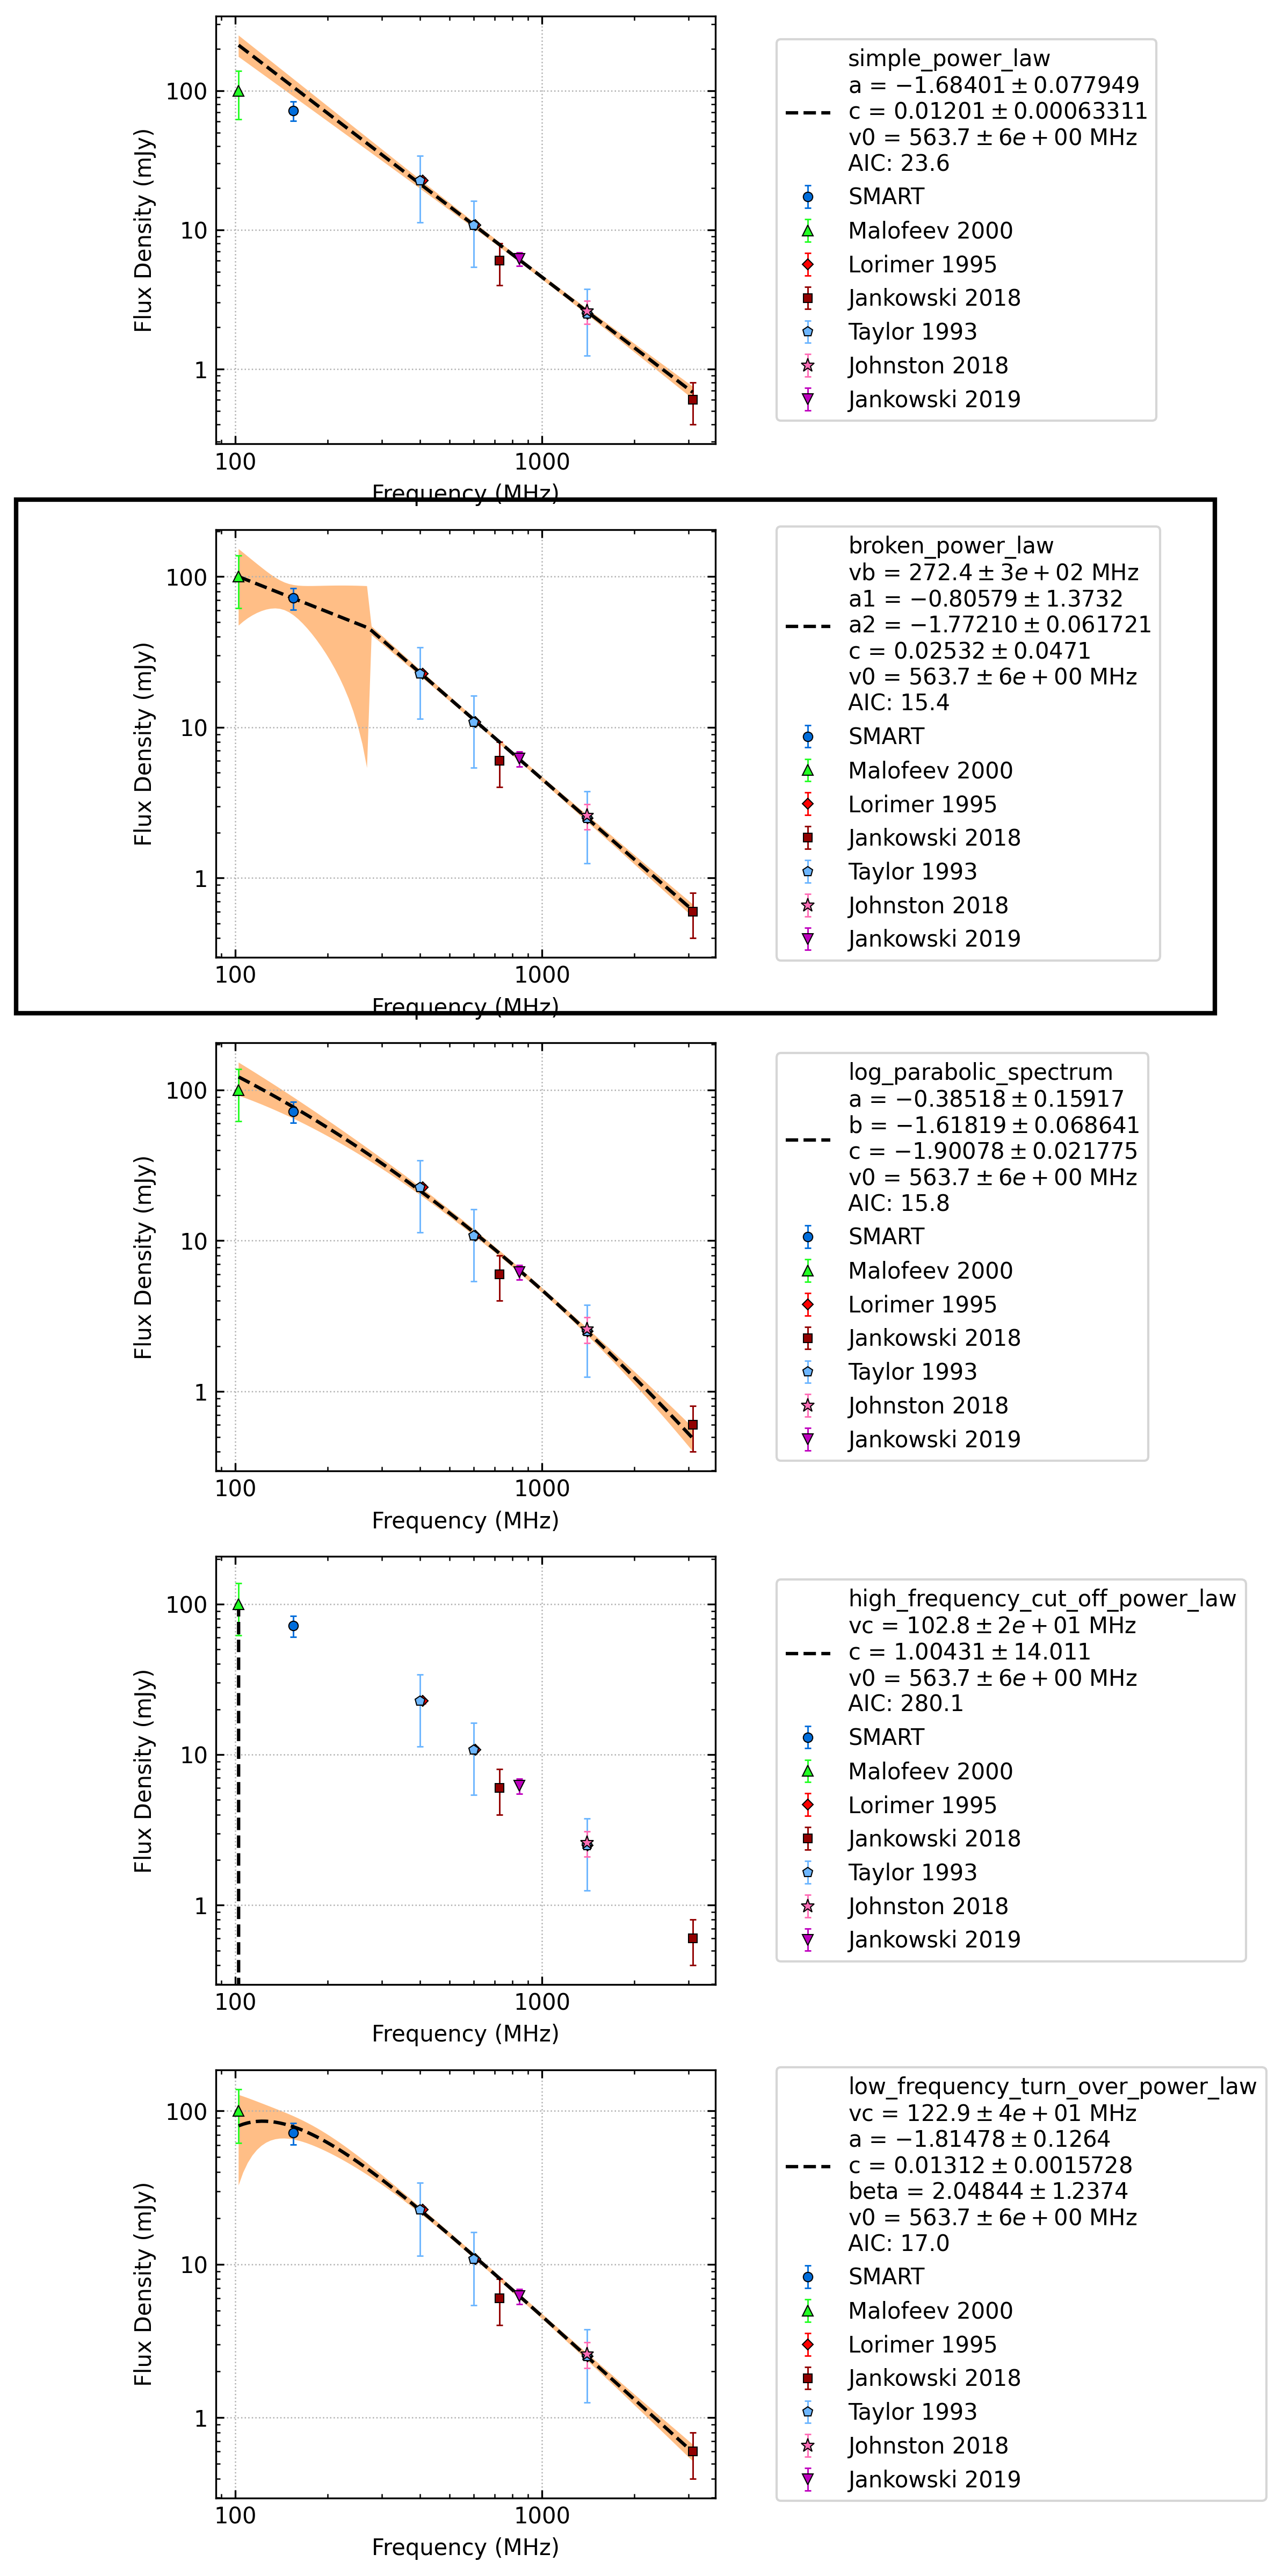 100
10
1
Flux Density (mJy)
100 1000
Frequency (MHz)
simple_power_law
a = −1.68401 ± 0.077949
c = 0.01201 ± 0.00063311
v0 = 563.7 ± 6e + 00 MHz
AIC: 23.6
SMART
Malofeev 2000
Lorimer 1995
Jankowski 2018
Taylor 1993
Johnston 2018
Jankowski 2019
100
10
1
Flux Density (mJy)
100 1000
Frequency (MHz)
broken_power_law
vb = 272.4 ± 3e + 02 MHz
a1 = −0.80579 ± 1.3732
a2 = −1.77210 ± 0.061721
c = 0.02532 ± 0.0471
v0 = 563.7 ± 6e + 00 MHz
AIC: 15.4
SMART
Malofeev 2000
Lorimer 1995
Jankowski 2018
Taylor 1993
Johnston 2018
Jankowski 2019
100
10
1
Flux Density (mJy)
100 1000
Frequency (MHz)
log_parabolic_spectrum
a = −0.38518 ± 0.15917
b = −1.61819 ± 0.068641
c = −1.90078 ± 0.021775
v0 = 563.7 ± 6e + 00 MHz
AIC: 15.8
SMART
Malofeev 2000
Lorimer 1995
Jankowski 2018
Taylor 1993
Johnston 2018
Jankowski 2019
100
10
1
Flux Density (mJy)
100 1000
Frequency (MHz)
high_frequency_cut_off_power_law
vc = 102.8 ± 2e + 01 MHz
c = 1.00431 ± 14.011
v0 = 563.7 ± 6e + 00 MHz
AIC: 280.1
SMART
Malofeev 2000
Lorimer 1995
Jankowski 2018
Taylor 1993
Johnston 2018
Jankowski 2019
100
10
1
Flux Density (mJy)
100 1000
Frequency (MHz)
low_frequency_turn_over_power_law
vc = 122.9 ± 4e + 01 MHz
a = −1.81478 ± 0.1264
c = 0.01312 ± 0.0015728
beta = 2.04844 ± 1.2374
v0 = 563.7 ± 6e + 00 MHz
AIC: 17.0
SMART
Malofeev 2000
Lorimer 1995
Jankowski 2018
Taylor 1993
Johnston 2018
Jankowski 2019